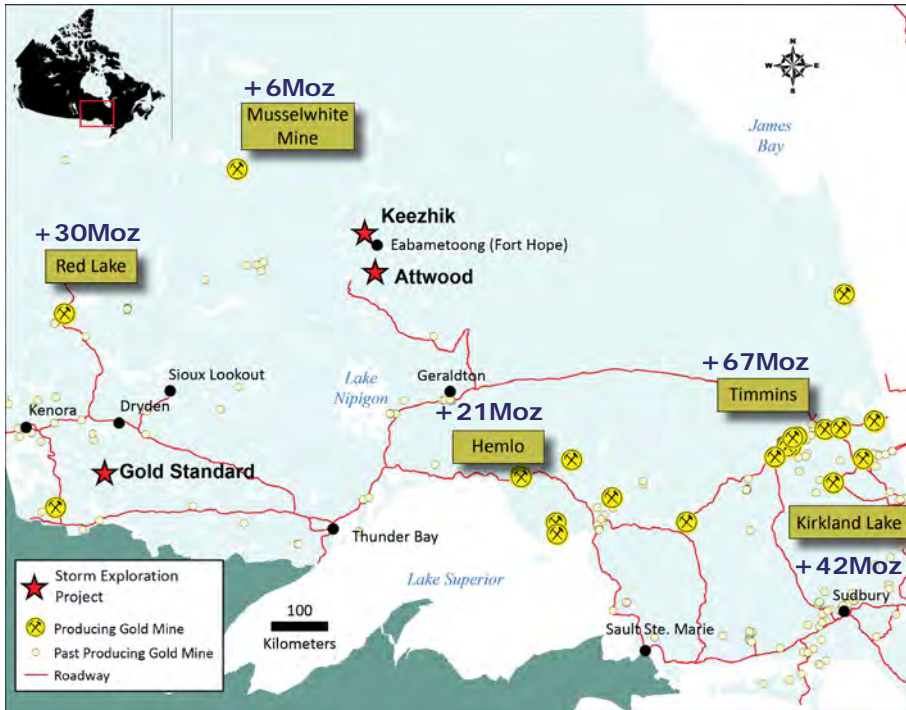 N
W E
S
+6Moz
Musselwhite
Mine
James
Bay
Keezhik
Eabametoong (Fort Hope)
+30Moz
Red Lake
Attwood
+67Moz
Timmins
Sioux Lookout
Lake
Nipigon
Geraldton
+21Moz
Hemlo
Kenora
Dryden
Gold Standard
Thunder Bay
Kirkland Lake
+42Moz
Sudbury
Lake Superior
Sault Ste. Marie
Storm Exploration
Project
Producing Gold Mine
Past Producing Gold Mine
Roadway
100
Kilometers